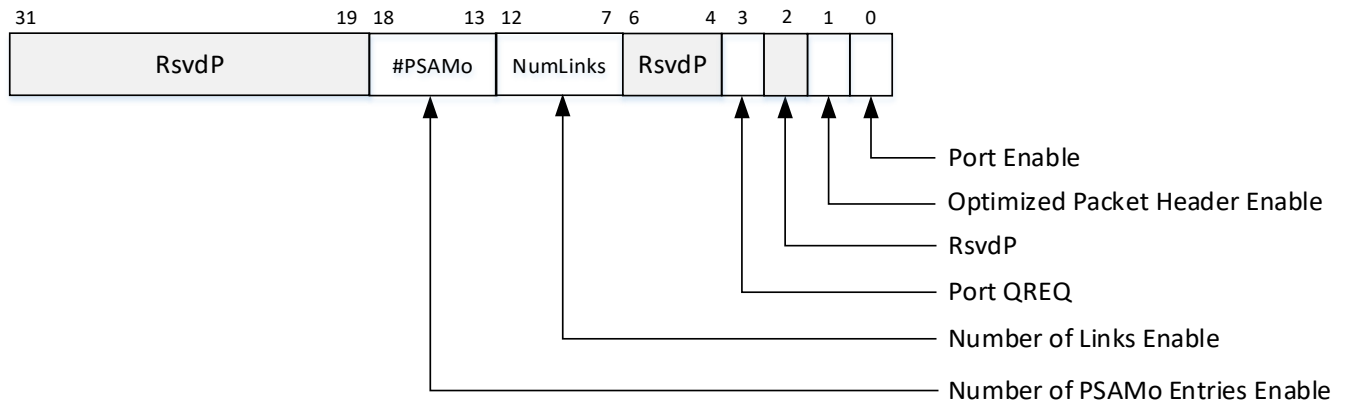 31 19 18 13 12 7 6 4 3 2 1 0
RsvdP #PSAMo NumLinks RsvdP
Port Enable
Optimized Packet Header Enable
RsvdP
Port QREQ
Number of Links Enable
Number of PSAMo Entries Enable